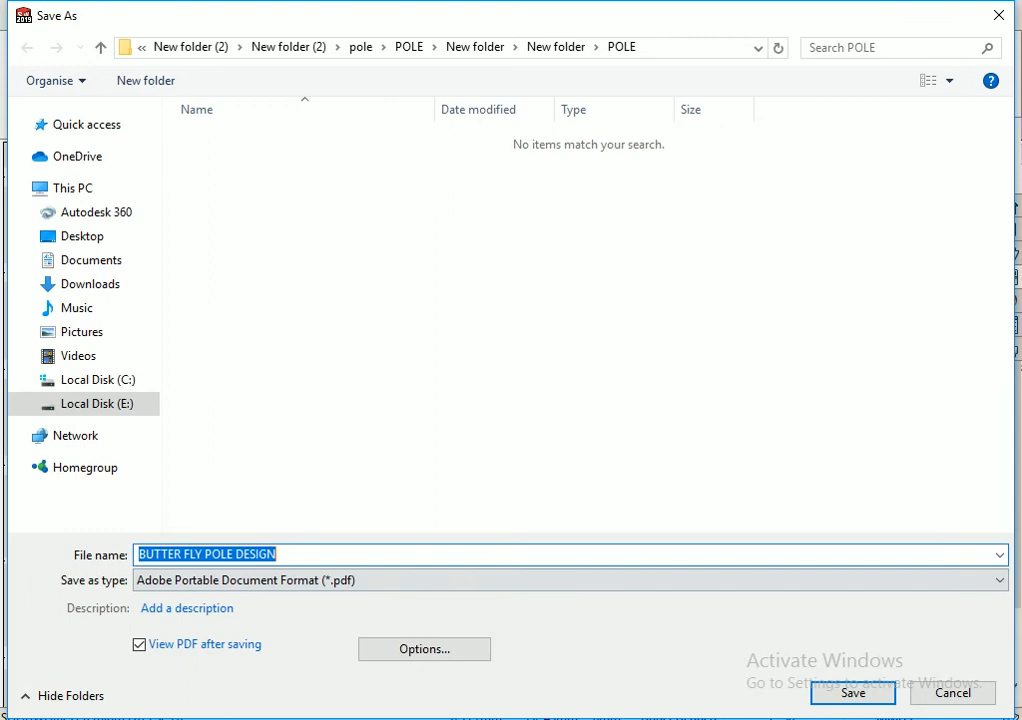 2019 Save As
« New folder (2) › New folder (2) › pole › POLE › New folder › New folder › POLE
Search POLE
Organise New folder
Name Date modified Type Size
No items match your search.
Quick access
OneDrive
This PC
Autodesk 360
Desktop
Documents
Downloads
Music
Pictures
Videos
Local Disk (C:)
Local Disk (E:)
Network
Homegroup
File name: BUTTER FLY POLE DESIGN
Save as type: Adobe Portable Document Format (*.pdf)
Description: Add a description
View PDF after saving
Options...
Activate Windows
Go to Settings to activate Windows.
Hide Folders
Save Cancel